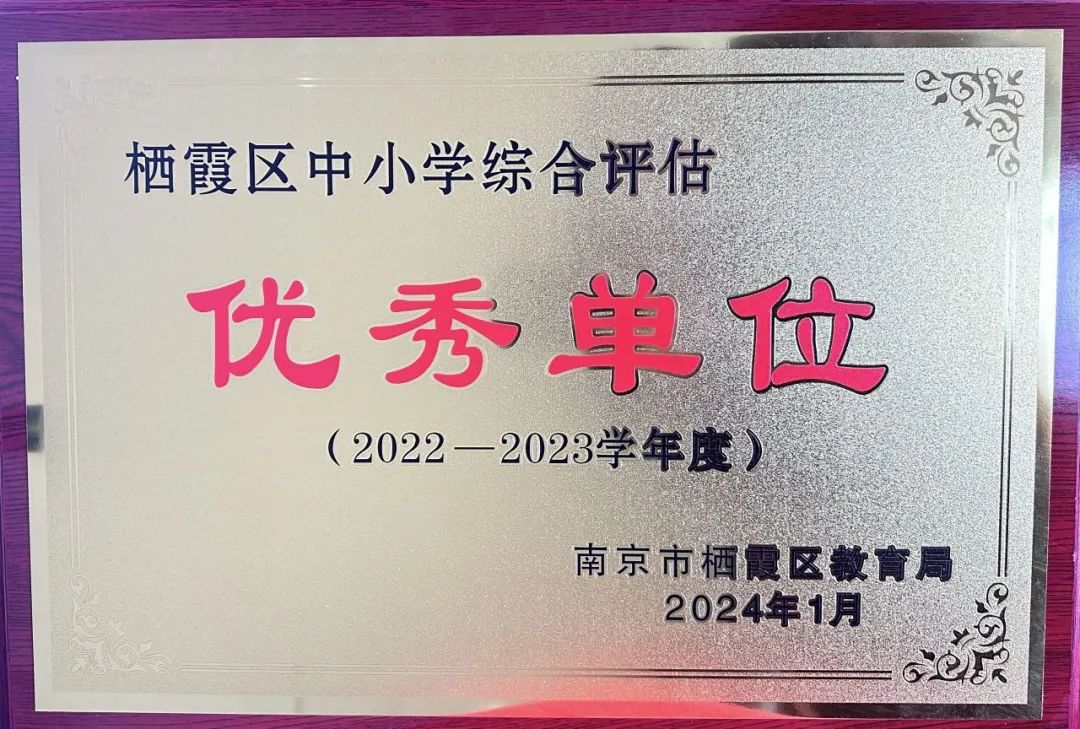 栖霞区中小学综合评估
优秀单位
（2022—2023学年度）
南京市栖霞区教育局
2024年1月